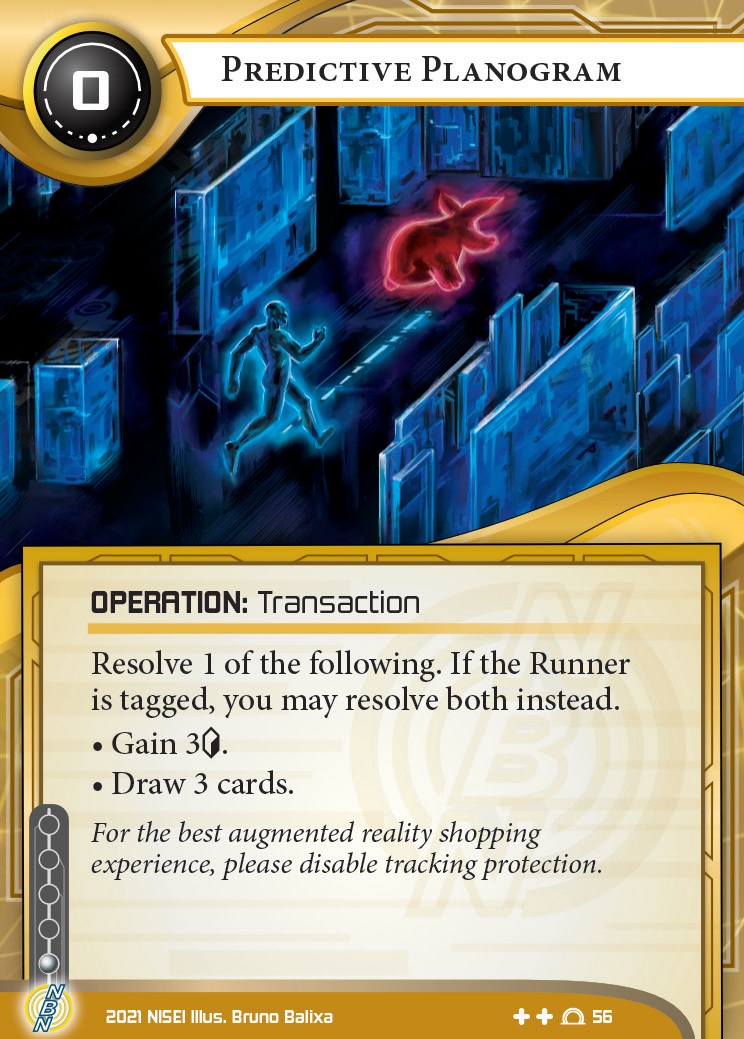 0
PREDICTIVE PLANOGRAM
OPERATION: Transaction
Resolve 1 of the following. If the Runner
is tagged, you may resolve both instead.
• Gain 3.
• Draw 3 cards.
For the best augmented reality shopping
experience, please disable tracking protection.
NBN
NBN
2021 NISEI Illus. Bruno Balixa
56